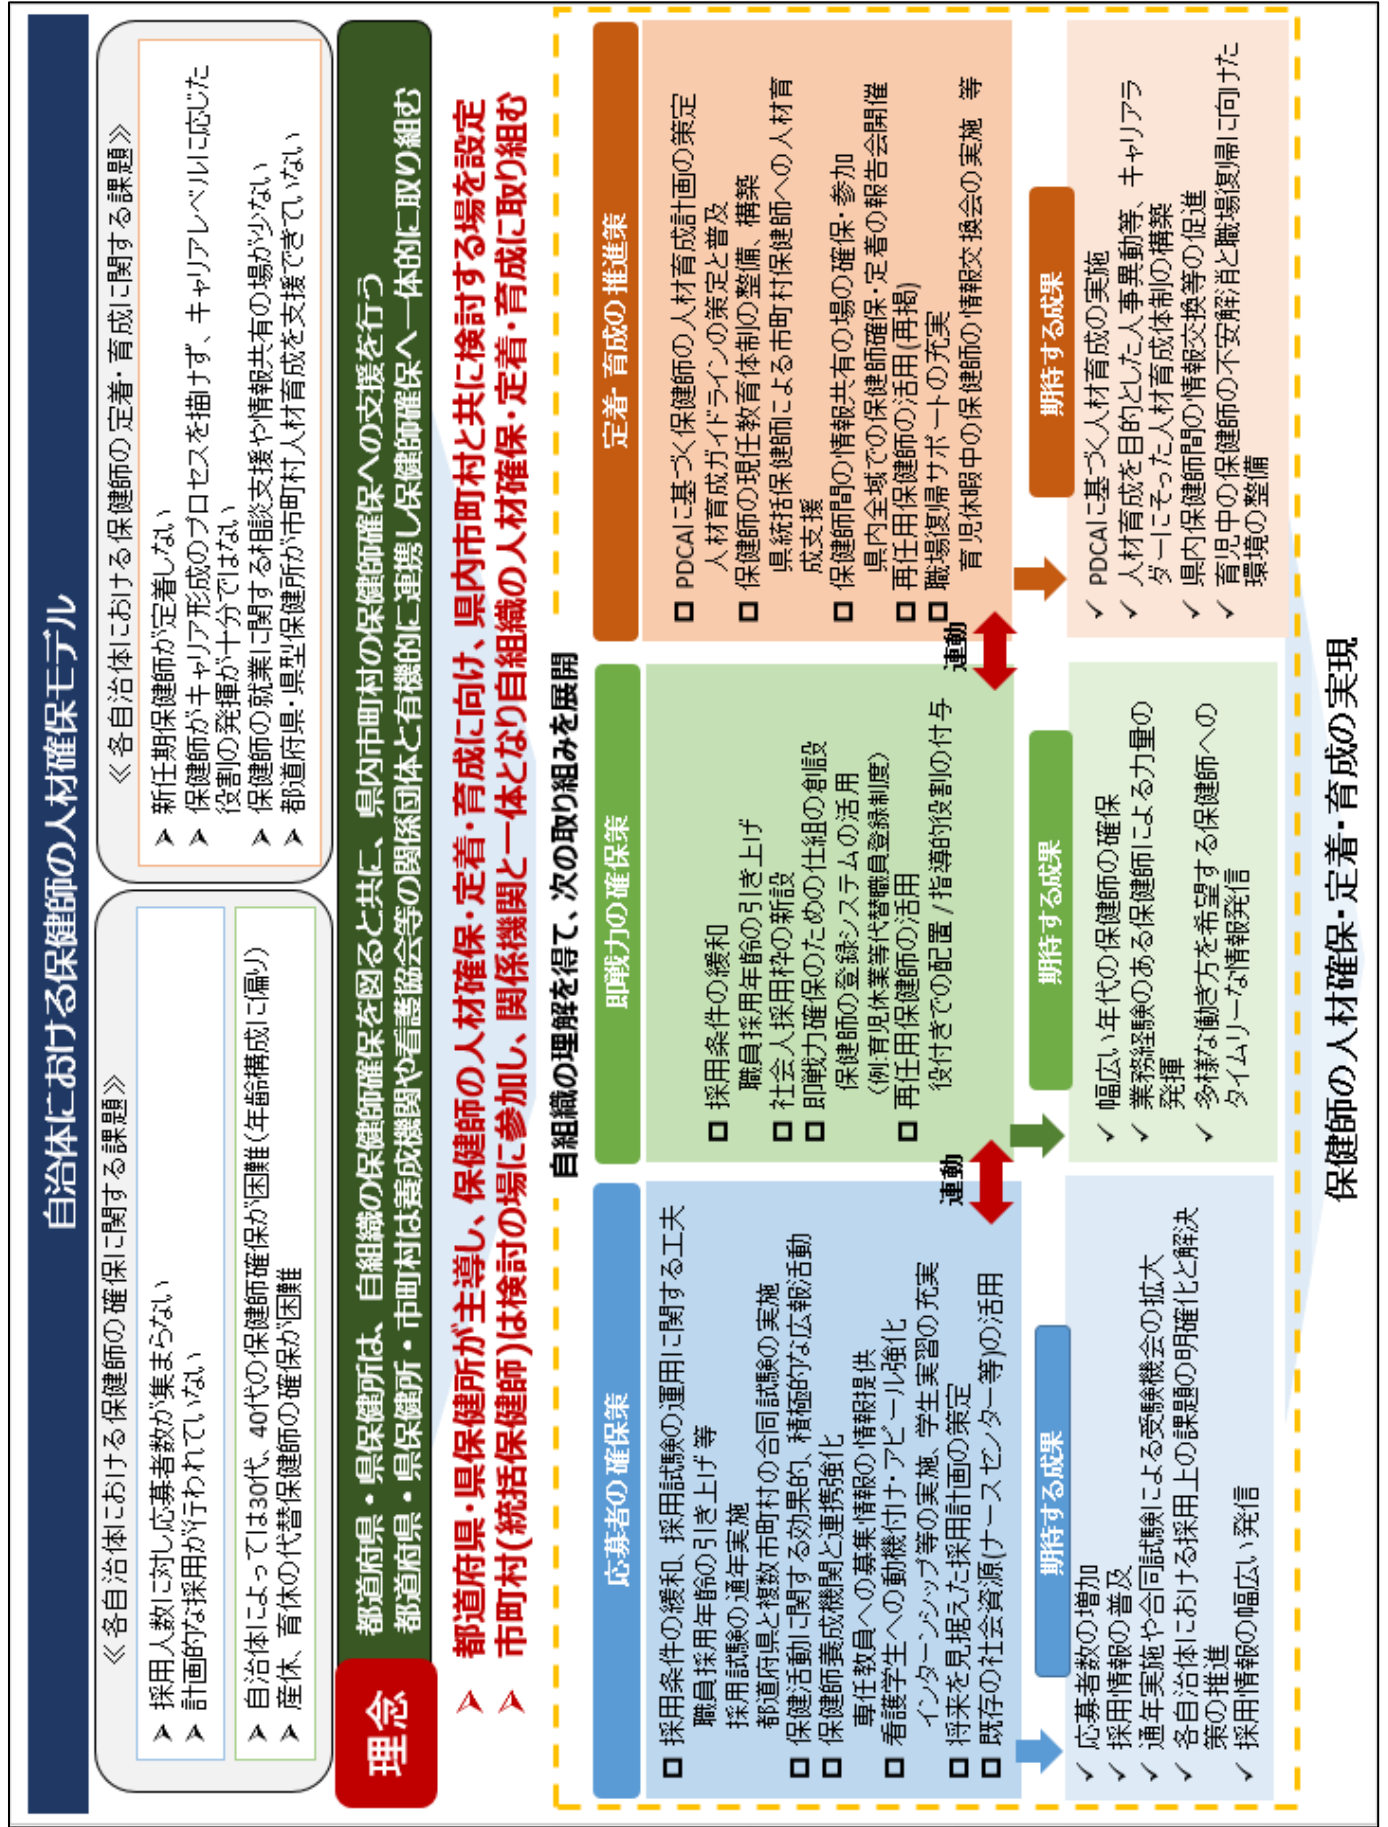 自治体における保健師の人材確保モデル
≪各自治体における保健師の確保に関する課題≫
➤ 採用人数に対し応募者数が集まらない
➤ 計画的な採用が行われていない
➤ 自治体によっては30代、40代の保健師確保が困難(年齢構成に偏り)
➤ 産休、育休の代替保健師の確保が困難
≪各自治体における保健師の定着・育成に関する課題≫
➤ 新任期保健師が定着しない
➤ 保健師がキャリア形成のプロセスを描けず、キャリアレベルに応じた
役割の発揮が十分ではない
➤ 保健師の就業に関する相談支援や情報共有の場が少ない
➤ 都道府県・県型保健所が市町村人材育成を支援できていない
理念
都道府県・県保健所は、自組織の保健師確保を図ると共に、県内市町村の保健師確保への支援を行う
都道府県・県保健所・市町村は養成機関や看護協会等の関係団体と有機的に連携し保健師確保へ一体的に取り組む
➤ 都道府県・県保健所が主導し、保健師の人材確保・定着・育成に向け、県内市町村と共に検討する場を設定
➤ 市町村(統括保健師)は検討の場に参加し、関係機関と一体となり自組織の人材確保・定着・育成に取り組む
自組織の理解を得て、次の取り組みを展開
応募者の確保策
□ 採用条件の緩和、採用試験の運用に関する工夫
職員採用年齢の引き上げ 等
採用試験の通年実施
都道府県と複数市町村の合同試験の実施
□ 保健活動に関する効果的、積極的な広報活動
□ 保健師養成機関と連携強化
専任教員への募集情報の情報提供
□ 看護学生への動機付け・アピール強化
インターンシップ等の実施、学生実習の充実
□ 将来を見据えた採用計画の策定
□ 既存の社会資源(ナースセンター等)の活用
連動
期待する成果
✓ 応募者数の増加
✓ 採用情報の普及
✓ 通年実施や合同試験による受験機会の拡大
✓ 各自治体における採用上の課題の明確化と解決
策の推進
✓ 採用情報の幅広い発信
即戦力の確保策
□ 採用条件の緩和
職員採用年齢の引き上げ
□ 社会人採用枠の新設
□ 即戦力確保のための仕組の創設
保健師の登録システムの活用
(例:育児休業等代替職員登録制度)
□ 再任用保健師の活用
役付きでの配置/指導的役割の付与
連動
期待する成果
✓ 幅広い年代の保健師の確保
✓ 業務経験のある保健師による力量の
発揮
✓ 多様な働き方を希望する保健師への
タイムリーな情報発信
定着・育成の推進策
□ PDCAに基づく保健師の人材育成計画の策定
人材育成ガイドラインの策定と普及
□ 保健師の現任教育体制の整備、構築
県統括保健師による市町村保健師への人材育
成支援
□ 保健師間の情報共有の場の確保・参加
県内全域での保健師確保・定着の報告会開催
□ 再任用保健師の活用(再掲)
□ 職場復帰サポートの充実
育児休暇中の保健師の情報交換会の実施 等
期待する成果
✓ PDCAに基づく人材育成の実施
✓ 人材育成を目的とした人事異動等、キャリアラ
ダーにそった人材育成体制の構築
✓ 県内保健師間の情報交換等の促進
✓ 育児中の保健師の不安解消と職場復帰に向けた
環境の整備
保健師の人材確保・定着・育成の実現